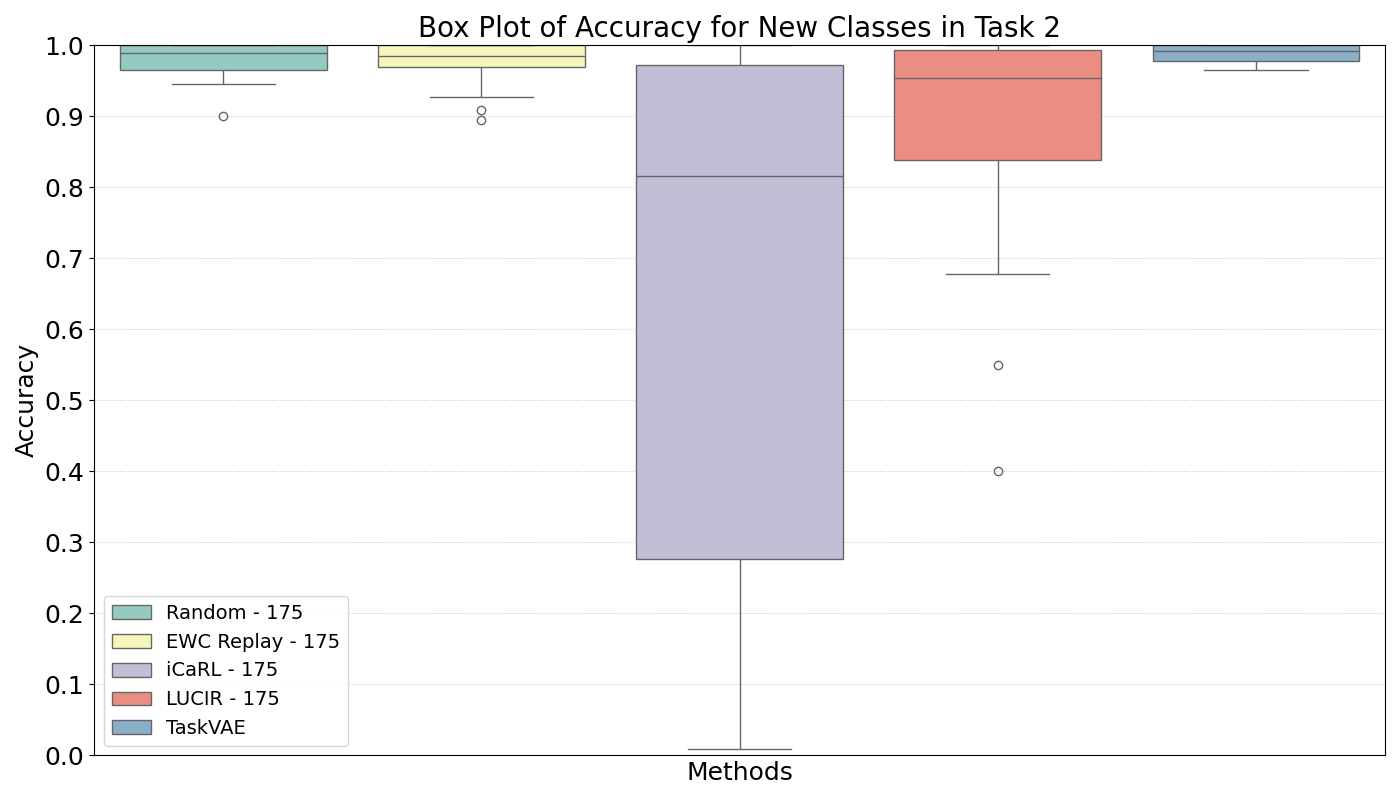 Box Plot of Accuracy for New Classes in Task 2
1.0
0.9
0.8
0.7
0.6
0.5
0.4
0.3
0.2
0.1
0.0
Accuracy
Random - 175
EWC Replay - 175
iCaRL - 175
LUCIR - 175
TaskVAE
Methods